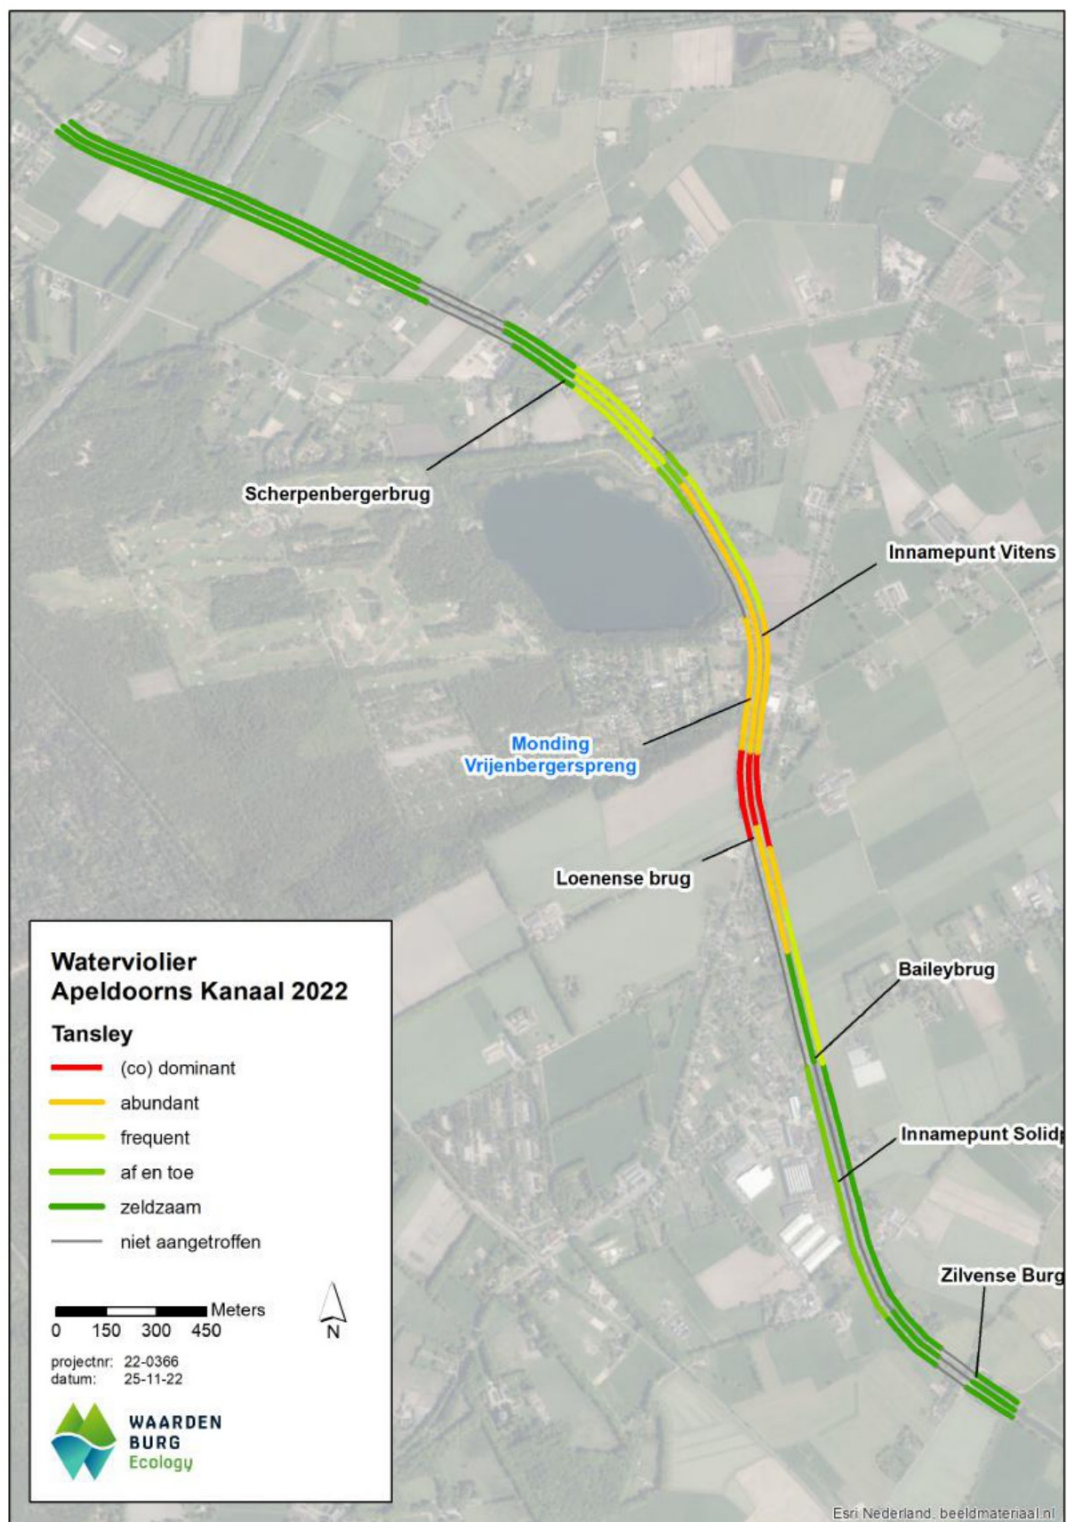 Scherpenbergerbrug
Innamepunt Vitens
Monding
Vrijenbergerspreng
Loenense brug
Baileybrug
Innamepunt Solidp
Zilvense Burg
Waterviolier
Apeldoorns Kanaal 2022
Tansley
(co) dominant
abundant
frequent
af en toe
zeldzaam
niet aangetroffen
Meters
0 150 300 450
N
projectnr: 22-0366
datum: 25-11-22
WAARDEN
BURG
Ecology
Esri Nederland, beeldmateriaal.nl